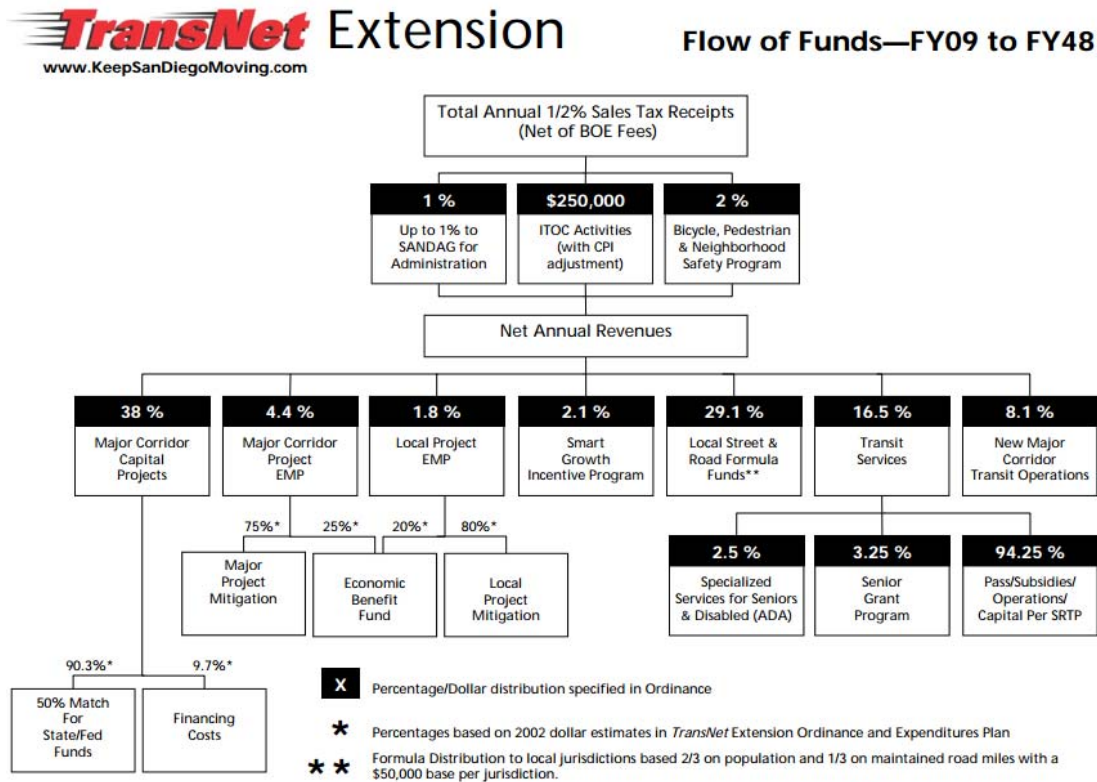 TransNet Extension
www.KeepSanDiegoMoving.com
Flow of Funds—FY09 to FY48
Total Annual 1/2% Sales Tax Receipts
(Net of BOE Fees)
1 %
Up to 1% to
SANDAG for
Administration
$250,000
ITOC Activities
(with CPI
adjustment)
2 %
Bicycle, Pedestrian
& Neighborhood
Safety Program
Net Annual Revenues
38 %
Major Corridor
Capital
Projects
4.4 %
Major Corridor
Project
EMP
1.8 %
Local Project
EMP
2.1 %
Smart
Growth
Incentive Program
29.1 %
Local Street &
Road Formula
Funds**
16.5 %
Transit
Services
8.1 %
New Major
Corridor
Transit Operations
75%*
25%*
20%*
80%*
Major
Project
Mitigation
Economic
Benefit
Fund
Local
Project
Mitigation
2.5 %
Specialized
Services for Seniors
& Disabled (ADA)
3.25 %
Senior
Grant
Program
94.25 %
Pass/Subsidies/
Operations/
Capital Per SRTP
90.3%*
9.7%*
50% Match
For
State/Fed
Funds
Financing
Costs
X Percentage/Dollar distribution specified in Ordinance
* Percentages based on 2002 dollar estimates in TransNet Extension Ordinance and Expenditures Plan
** Formula Distribution to local jurisdictions based 2/3 on population and 1/3 on maintained road miles with a
$50,000 base per jurisdiction.